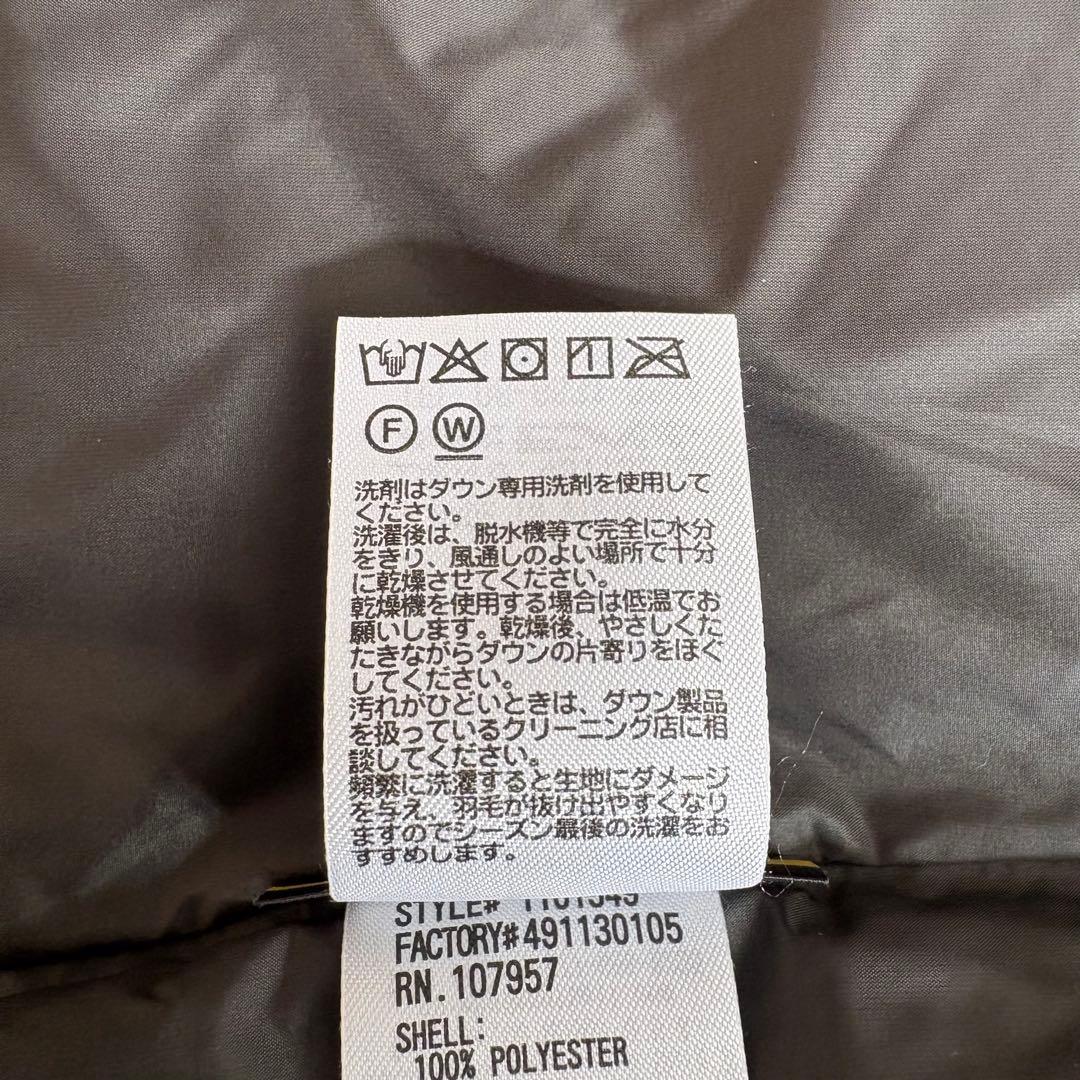 F W
洗剤はダウン専用洗剤を使用して
ください。
洗濯後は、脱水機等で完全に水分
をきり、風通しのよい場所で十分
に乾燥させてください。
乾燥機を使用する場合は低温でお
願いします。乾燥後、やさしくた
たきながらダウンの片寄りをほぐ
してください。
汚れがひどいときは、ダウン製品
を扱っているクリーニング店に相
談してください。
頻繁に洗濯すると生地にダメージ
を与え、羽毛が抜け出やすくなり
ますのでシーズン最後の洗濯をお
すすめします。
STYLE# 1101549
FACTORY#491130105
RN.107957
SHELL:
100% POLYESTER